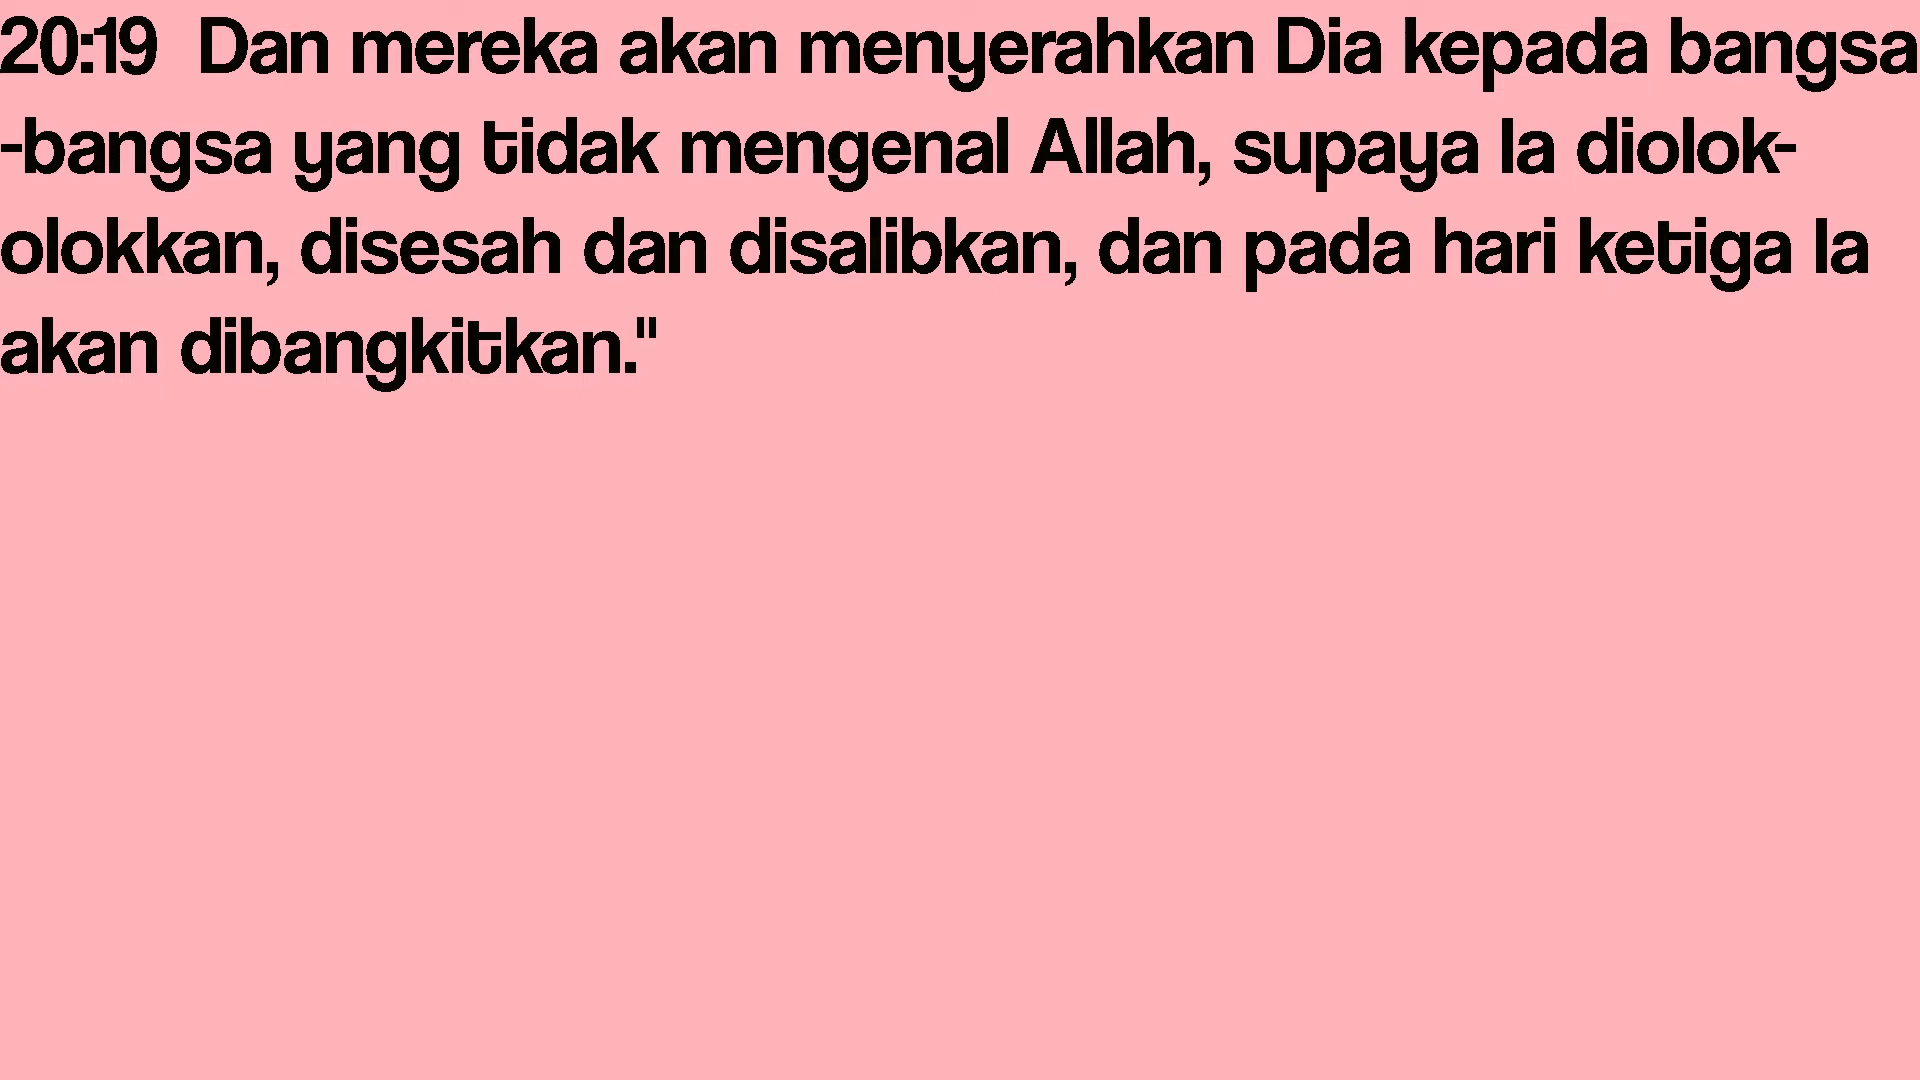 20:19  Dan mereka akan menyerahkan Dia kepada bangsa
-bangsa yang tidak mengenal Allah, supaya Ia diolok-
olokkan, disesah dan disalibkan, dan pada hari ketiga Ia
akan dibangkitkan."